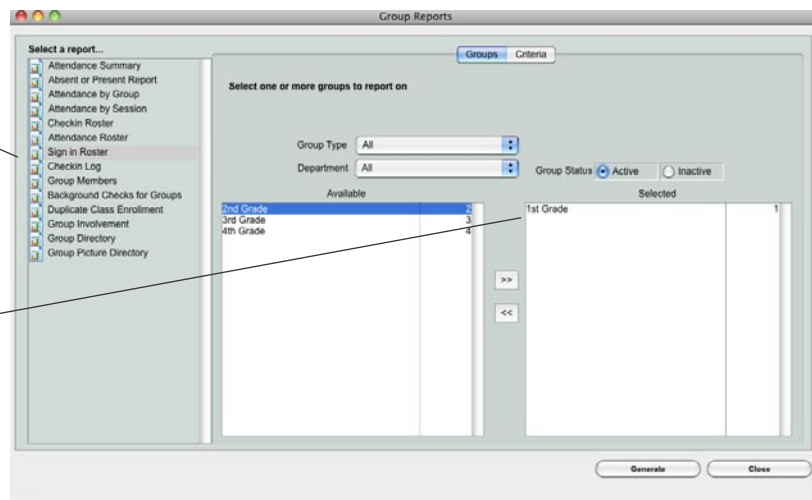 Group Reports
Select a report...
Attendance Summary
Absent or Present Report
Attendance by Group
Attendance by Session
Checkin Roster
Attendance Roster
Sign in Roster
Checkin Log
Group Members
Background Checks for Groups
Duplicate Class Enrollment
Group Involvement
Group Directory
Group Picture Directory
Groups Criteria
Select one or more groups to report on
Group Type All
Department All
Group Status Active Inactive
Available
2nd Grade 2
3rd Grade 3
4th Grade 4
>>
<<
Selected
1st Grade 1
Generate Close